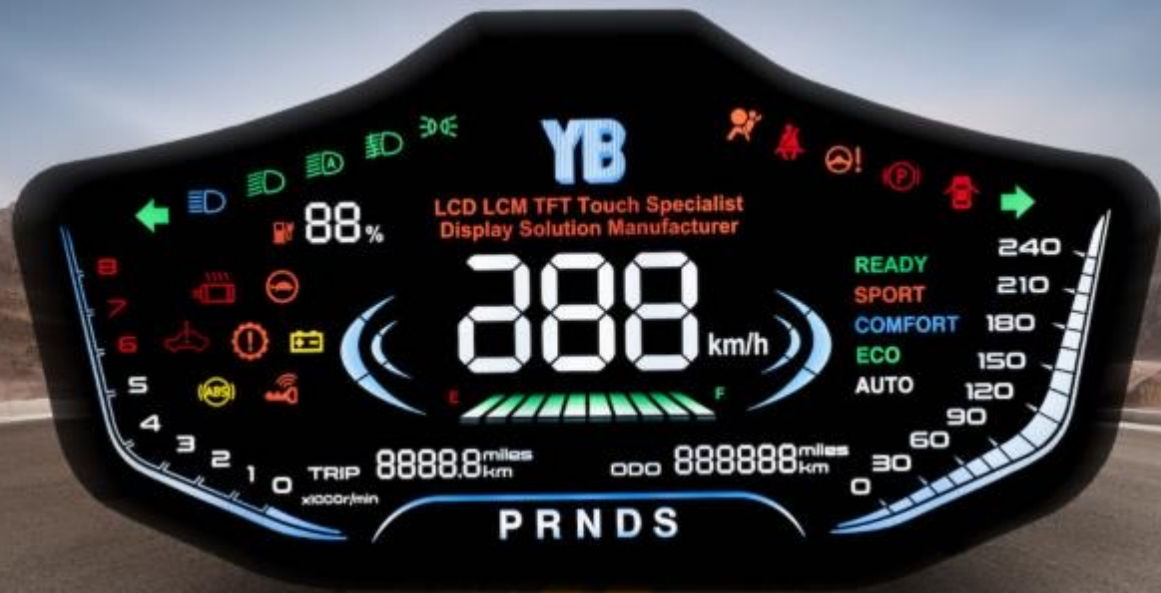 YB
LCD LCM TFT Touch Specialist
Display Solution Manufacturer
A
P
88%
288 km/h
READY
SPORT
COMFORT
ECO
AUTO
ABS
E
F
8
7
6
5
4
3
2
1
0
x1000r/min
240
210
180
150
120
90
60
30
0
TRIP 8888.8 miles km
ODO 888888 miles km
PRNDS